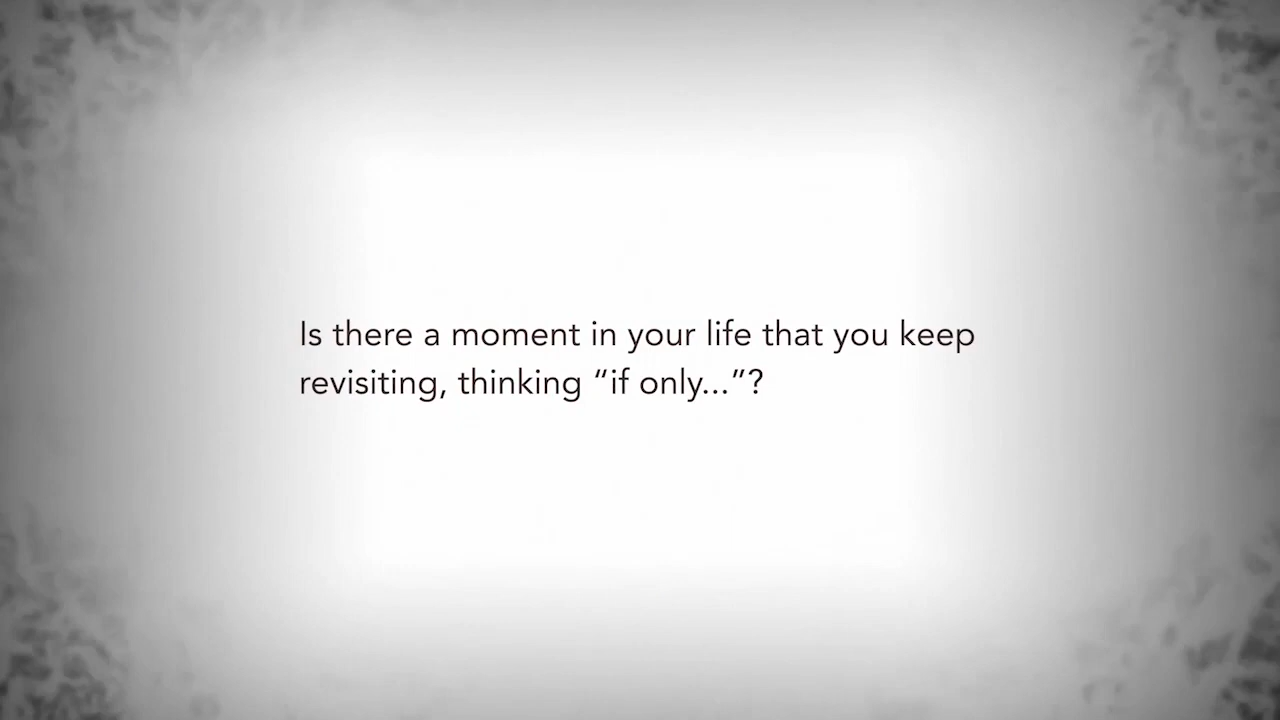 Is there a moment in your life that you keep
revisiting, thinking “if only...”?